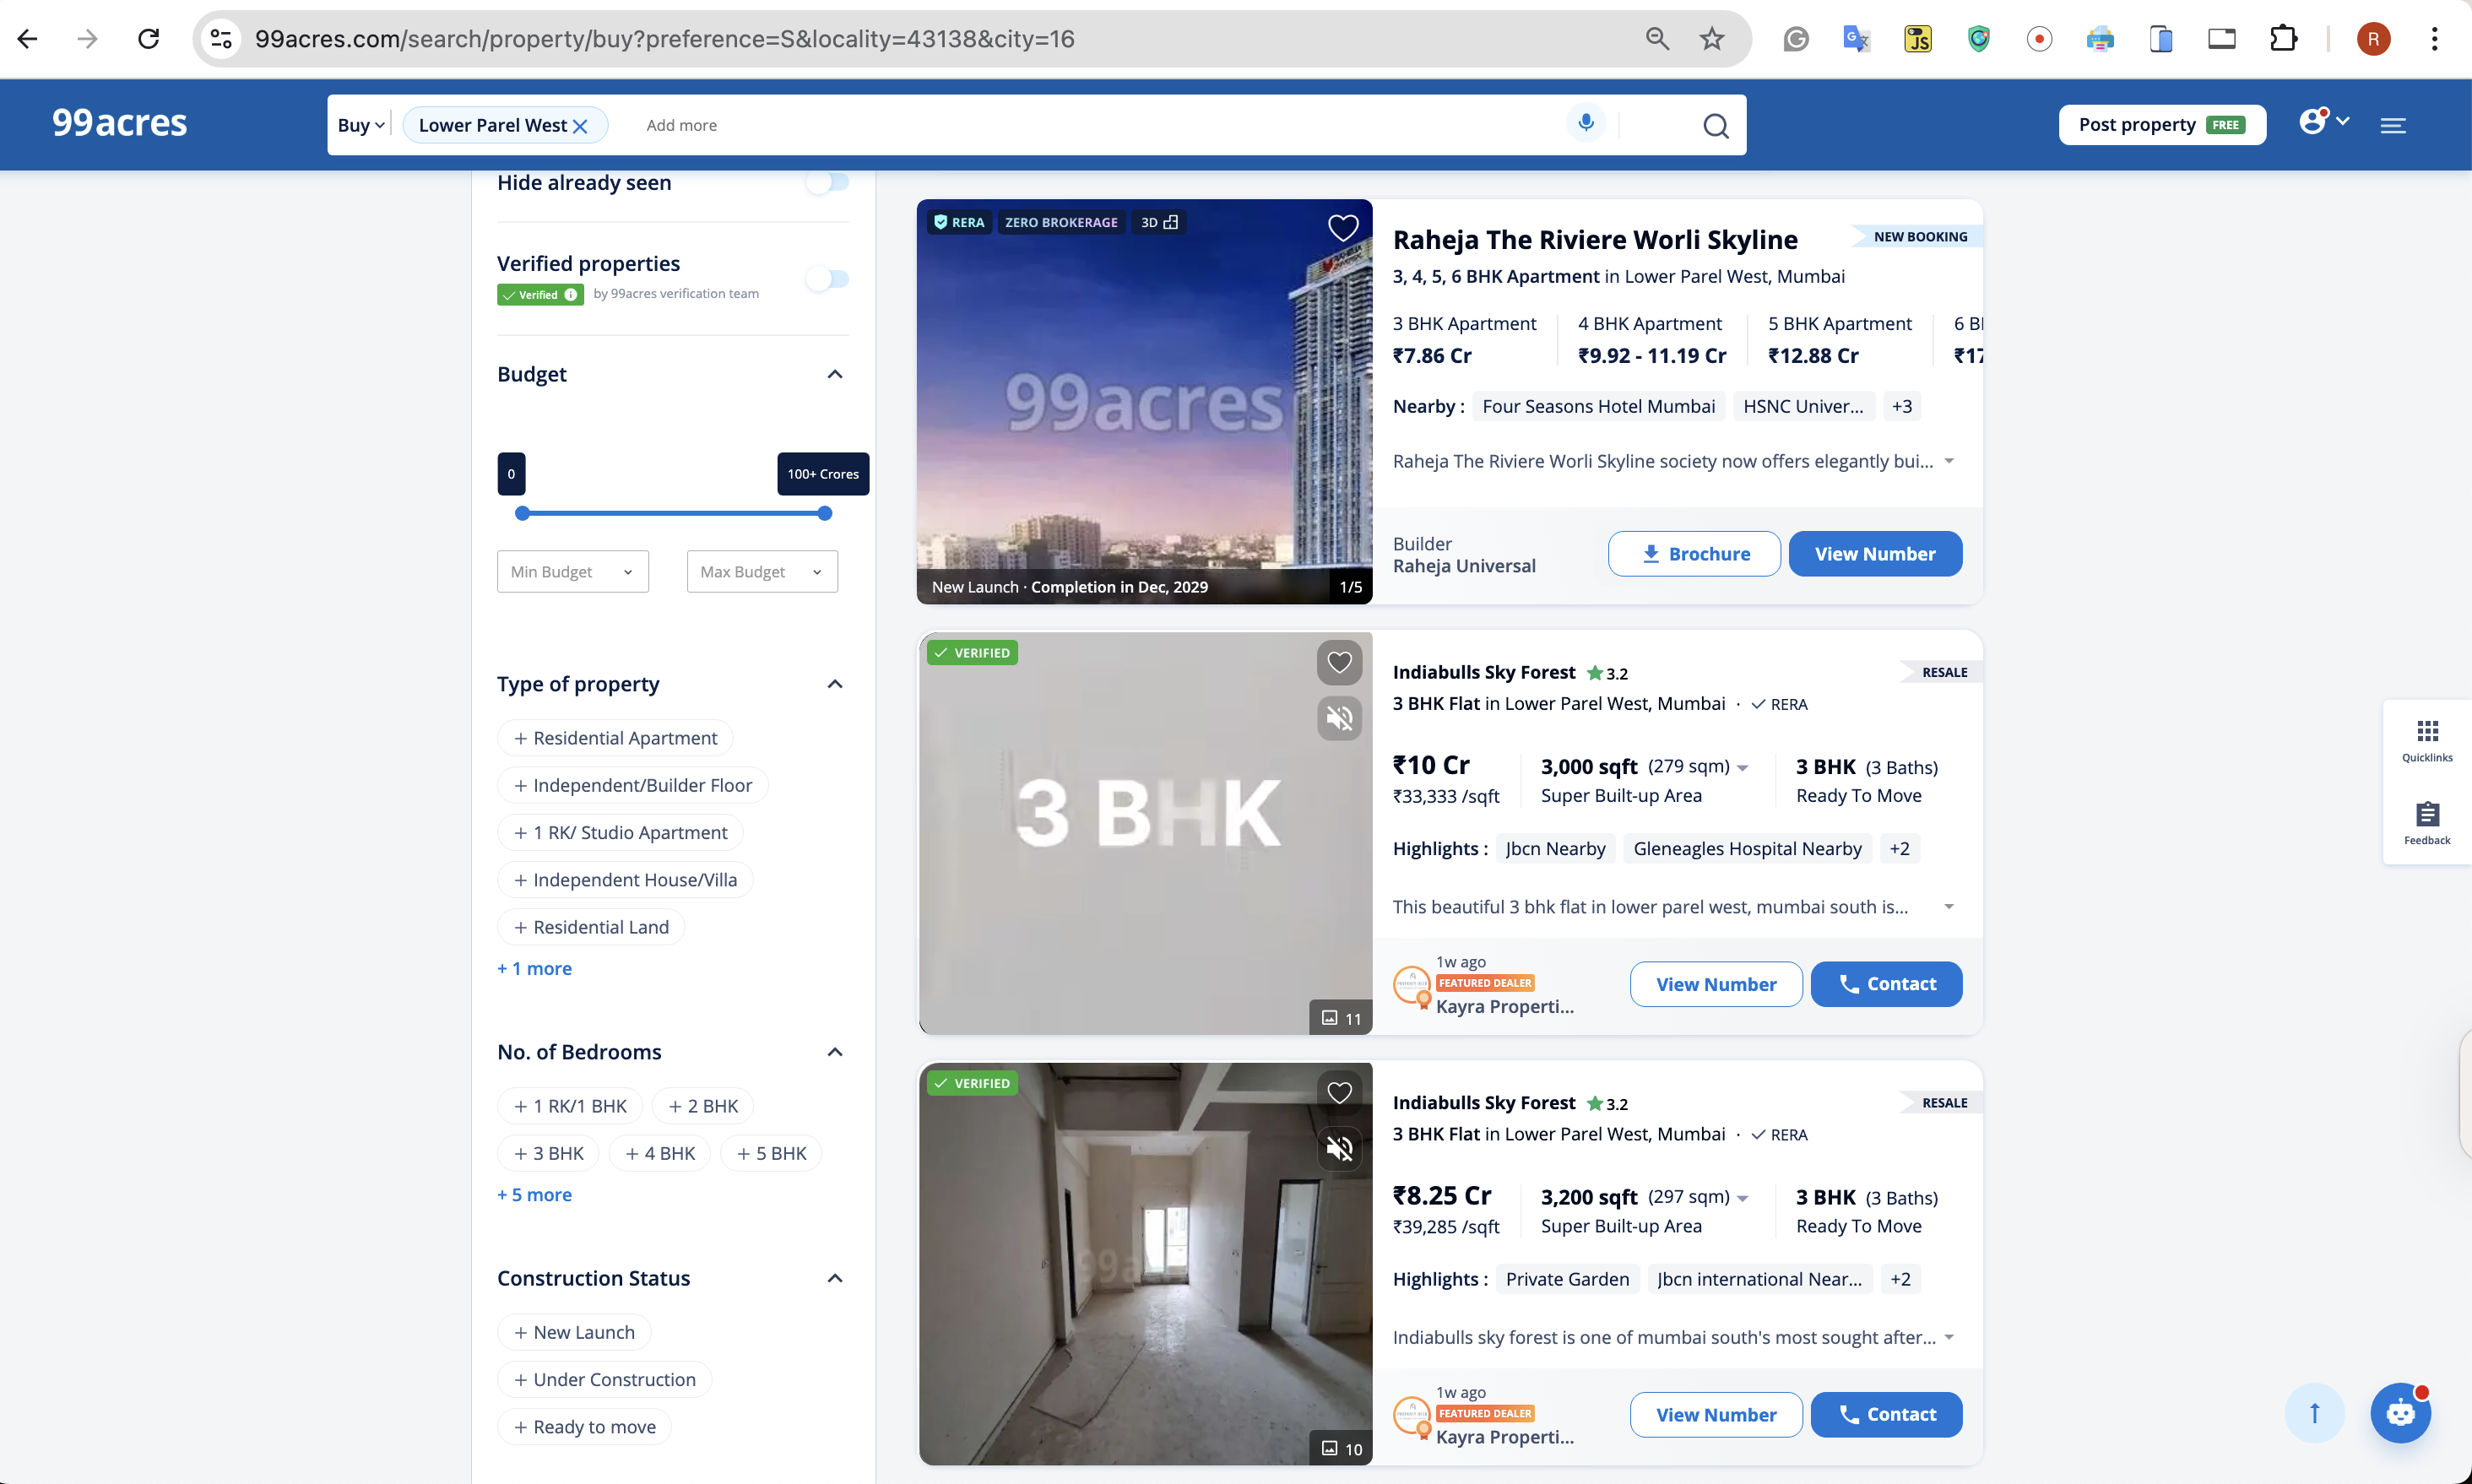 99acres.com/search/property/buy?preference=S&locality=43138&city=16
R
99acres
Buy
Lower Parel West
Add more
Post property FREE
Hide already seen
Verified properties
Verified by 99acres verification team
Budget
0
100+ Crores
Min Budget
Max Budget
Type of property
+ Residential Apartment
+ Independent/Builder Floor
+ 1 RK/ Studio Apartment
+ Independent House/Villa
+ Residential Land
+ 1 more
No. of Bedrooms
+ 1 RK/1 BHK
+ 2 BHK
+ 3 BHK
+ 4 BHK
+ 5 BHK
+ 5 more
Construction Status
+ New Launch
+ Under Construction
+ Ready to move
RERA
ZERO BROKERAGE
3D
99acres
New Launch · Completion in Dec, 2029
1/5
Raheja The Riviere Worli Skyline
NEW BOOKING
3, 4, 5, 6 BHK Apartment in Lower Parel West, Mumbai
3 BHK Apartment
₹7.86 Cr
4 BHK Apartment
₹9.92 - 11.19 Cr
5 BHK Apartment
₹12.88 Cr
6 B
₹17
Nearby : Four Seasons Hotel Mumbai HSNC Univer... +3
Raheja The Riviere Worli Skyline society now offers elegantly bui...
Builder
Raheja Universal
Brochure
View Number
VERIFIED
3 BHK
11
Indiabulls Sky Forest 3.2
RESALE
3 BHK Flat in Lower Parel West, Mumbai · RERA
₹10 Cr
₹33,333 /sqft
3,000 sqft (279 sqm)
Super Built-up Area
3 BHK (3 Baths)
Ready To Move
Highlights : Jbcn Nearby Gleneagles Hospital Nearby +2
This beautiful 3 bhk flat in lower parel west, mumbai south is...
1w ago
FEATURED DEALER
Kayra Properti...
View Number
Contact
VERIFIED
10
Indiabulls Sky Forest 3.2
RESALE
3 BHK Flat in Lower Parel West, Mumbai · RERA
₹8.25 Cr
₹39,285 /sqft
3,200 sqft (297 sqm)
Super Built-up Area
3 BHK (3 Baths)
Ready To Move
Highlights : Private Garden Jbcn international Near... +2
Indiabulls sky forest is one of mumbai south's most sought after...
1w ago
FEATURED DEALER
Kayra Properti...
View Number
Contact
Quicklinks
Feedback